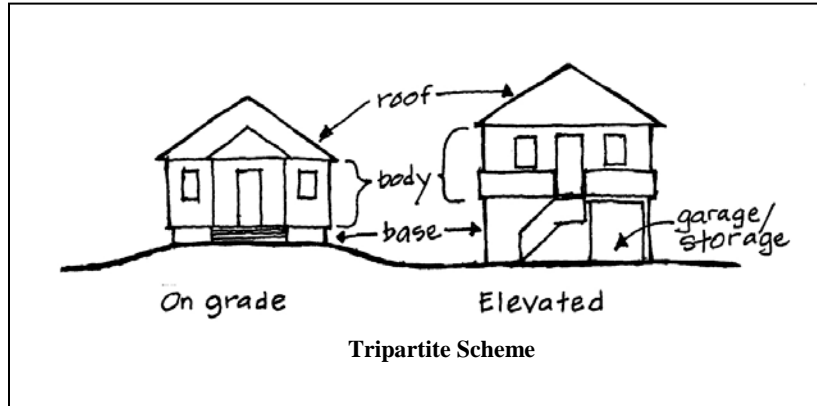 roof
body
base
garage/
storage
On grade
Elevated
Tripartite Scheme